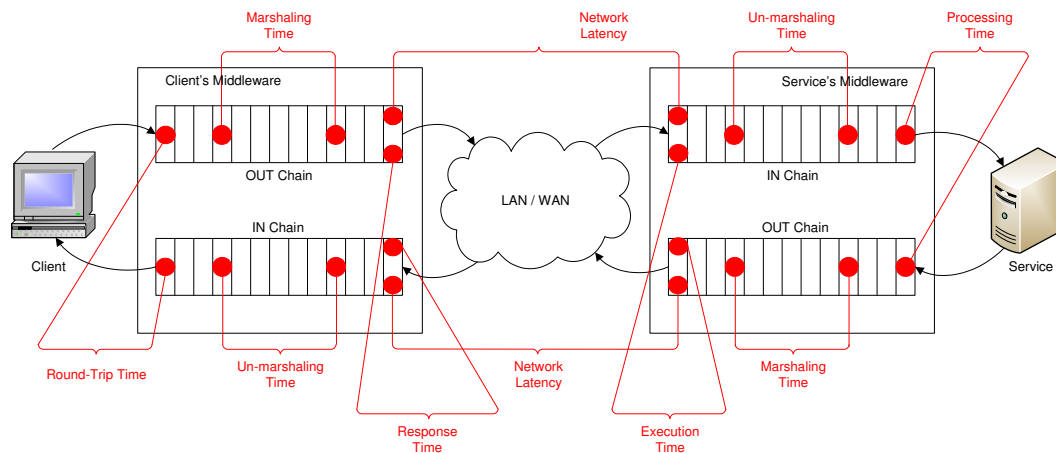 Marshaling
Time
Network
Latency
Un-marshaling
Time
Processing
Time
Client's Middleware
Service's Middleware
OUT Chain
IN Chain
LAN / WAN
IN Chain
OUT Chain
Client
Service
Round-Trip Time
Un-marshaling
Time
Network
Latency
Marshaling
Time
Response
Time
Execution
Time